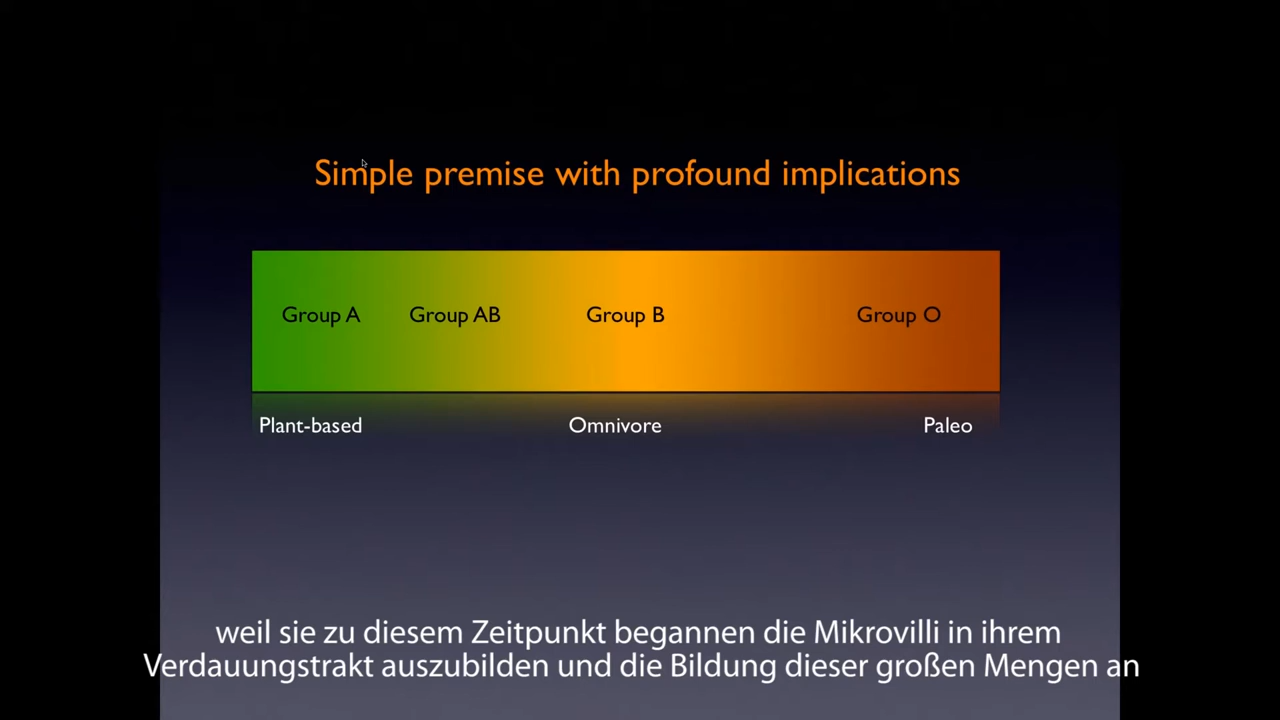 Simple premise with profound implications
Group A Group AB Group B Group O
Plant-based Omnivore Paleo
weil sie zu diesem Zeitpunkt begannen die Mikrovilli in ihrem
Verdauungstrakt auszubilden und die Bildung dieser großen Mengen an